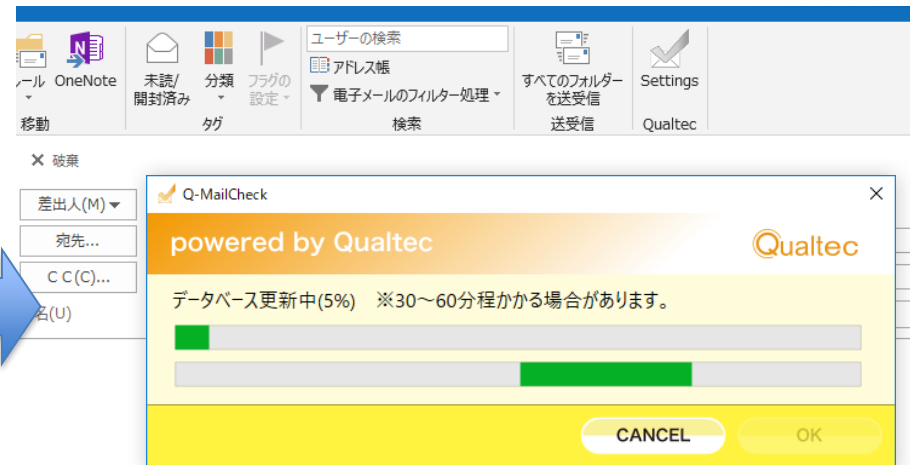 ユーザーの検索
アドレス帳
電子メールのフィルター処理
ール OneNote
未読/
開封済み
分類
フラグの
設定
すべてのフォルダー
を送受信
Settings
移動
タグ
検索
送受信
Qualtec
破棄
差出人(M)
宛先...
C C(C)...
名(U)
Q-MailCheck
powered by Qualtec
Qualtec
データベース更新中(5%) ※30～60分程かかる場合があります。
CANCEL
OK